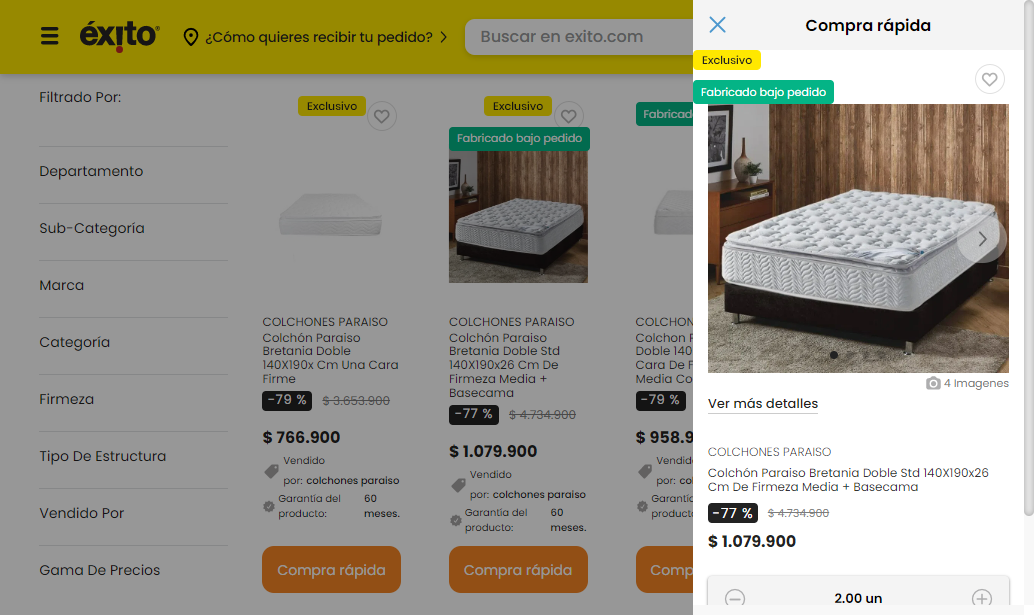 éxito
¿Cómo quieres recibir tu pedido?
Buscar en exito.com
Filtrado Por:
Departamento
Sub-Categoría
Marca
Categoría
Firmeza
Tipo De Estructura
Vendido Por
Gama De Precios
Exclusivo
COLCHONES PARAISO
Colchón Paraiso
Bretania Doble
140X190x Cm Una Cara
Firme
-79 % $ 3.653.900
$ 766.900
Vendido
por: colchones paraiso
Garantía del 60
producto: meses.
Compra rápida
Exclusivo
Fabricado bajo pedido
COLCHONES PARAISO
Colchón Paraiso
Bretania Doble Std
140X190x26 Cm De
Firmeza Media +
Basecama
-77 % $ 4.734.900
$ 1.079.900
Vendido
por: colchones paraiso
Garantía del 60
producto: meses.
Compra rápida
Fabricad
COLCHON
Colchon P
Doble 140
Cara De F
Media Co
-79 %
$ 958.9
Vendid
por: co
Garantí
product
Comp
Compra rápida
Exclusivo
Fabricado bajo pedido
4 Imagenes
Ver más detalles
COLCHONES PARAISO
Colchón Paraiso Bretania Doble Std 140X190x26
Cm De Firmeza Media + Basecama
-77 % $ 4.734.900
$ 1.079.900
2.00 un